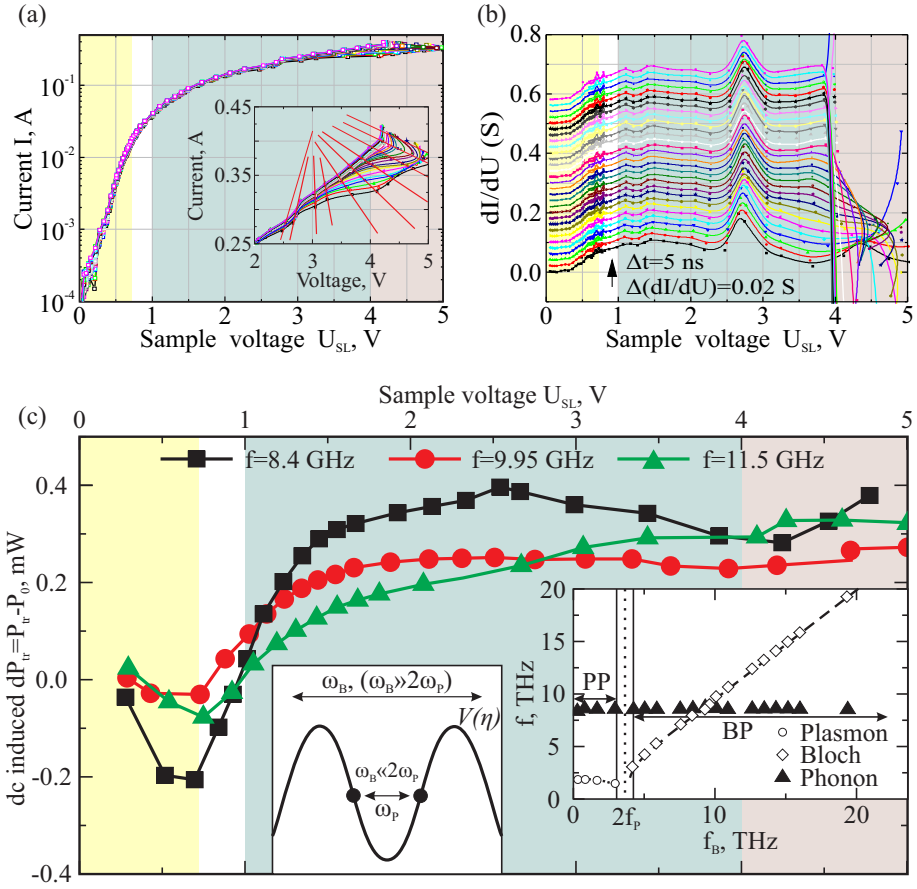 (a)
Current I, A
10⁻¹
10⁻²
10⁻³
10⁻⁴
0 1 2 3 4 5
Sample voltage U_SL, V
Current, A
0.45
0.40
0.35
0.30
0.25
2 3 4 5
Voltage, V
(b)
dI/dU (S)
0.8
0.6
0.4
0.2
0.0
Δt=5 ns
Δ(dI/dU)=0.02 S
0 1 2 3 4 5
Sample voltage U_SL, V
(c)
Sample voltage U_SL, V
0 1 2 3 4 5
f=8.4 GHz f=9.95 GHz f=11.5 GHz
dc induced dP_tr=P_tr-P_0, mW
0.4
0.2
0.0
-0.2
-0.4
ω_B, (ω_B»2ω_P)
V(η)
ω_B«2ω_P
ω_P
f, THz
20
15
10
5
0
PP
BP
Plasmon
Bloch
Phonon
0 2f_P 10 20
f_B, THz